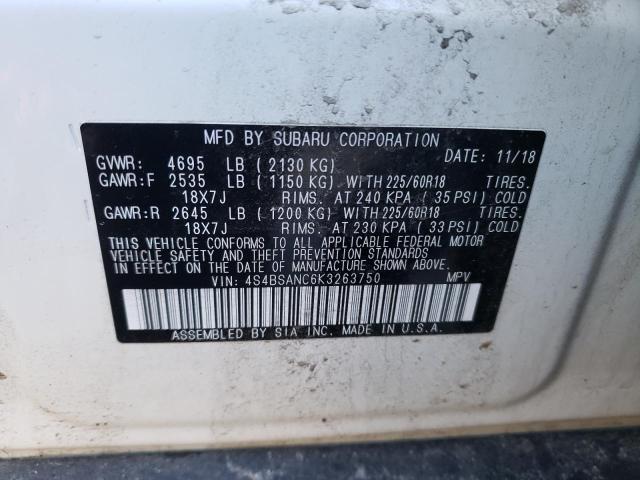 MFD BY SUBARU CORPORATION
GVWR: 4695 LB (2130 KG) DATE: 11/18
GAWR:F 2535 LB (1150 KG) WITH 225/60R18 TIRES.
18X7J RIMS. AT 240 KPA (35 PSI) COLD
GAWR:R 2645 LB (1200 KG) WITH 225/60R18 TIRES.
18X7J RIMS. AT 230 KPA (33 PSI) COLD
THIS VEHICLE CONFORMS TO ALL APPLICABLE FEDERAL MOTOR
VEHICLE SAFETY AND THEFT PREVENTION STANDARDS
IN EFFECT ON THE DATE OF MANUFACTURE SHOWN ABOVE.
VIN: 4S4BSANC6K3263750 MPV
ASSEMBLED BY SIA INC. MADE IN U.S.A.